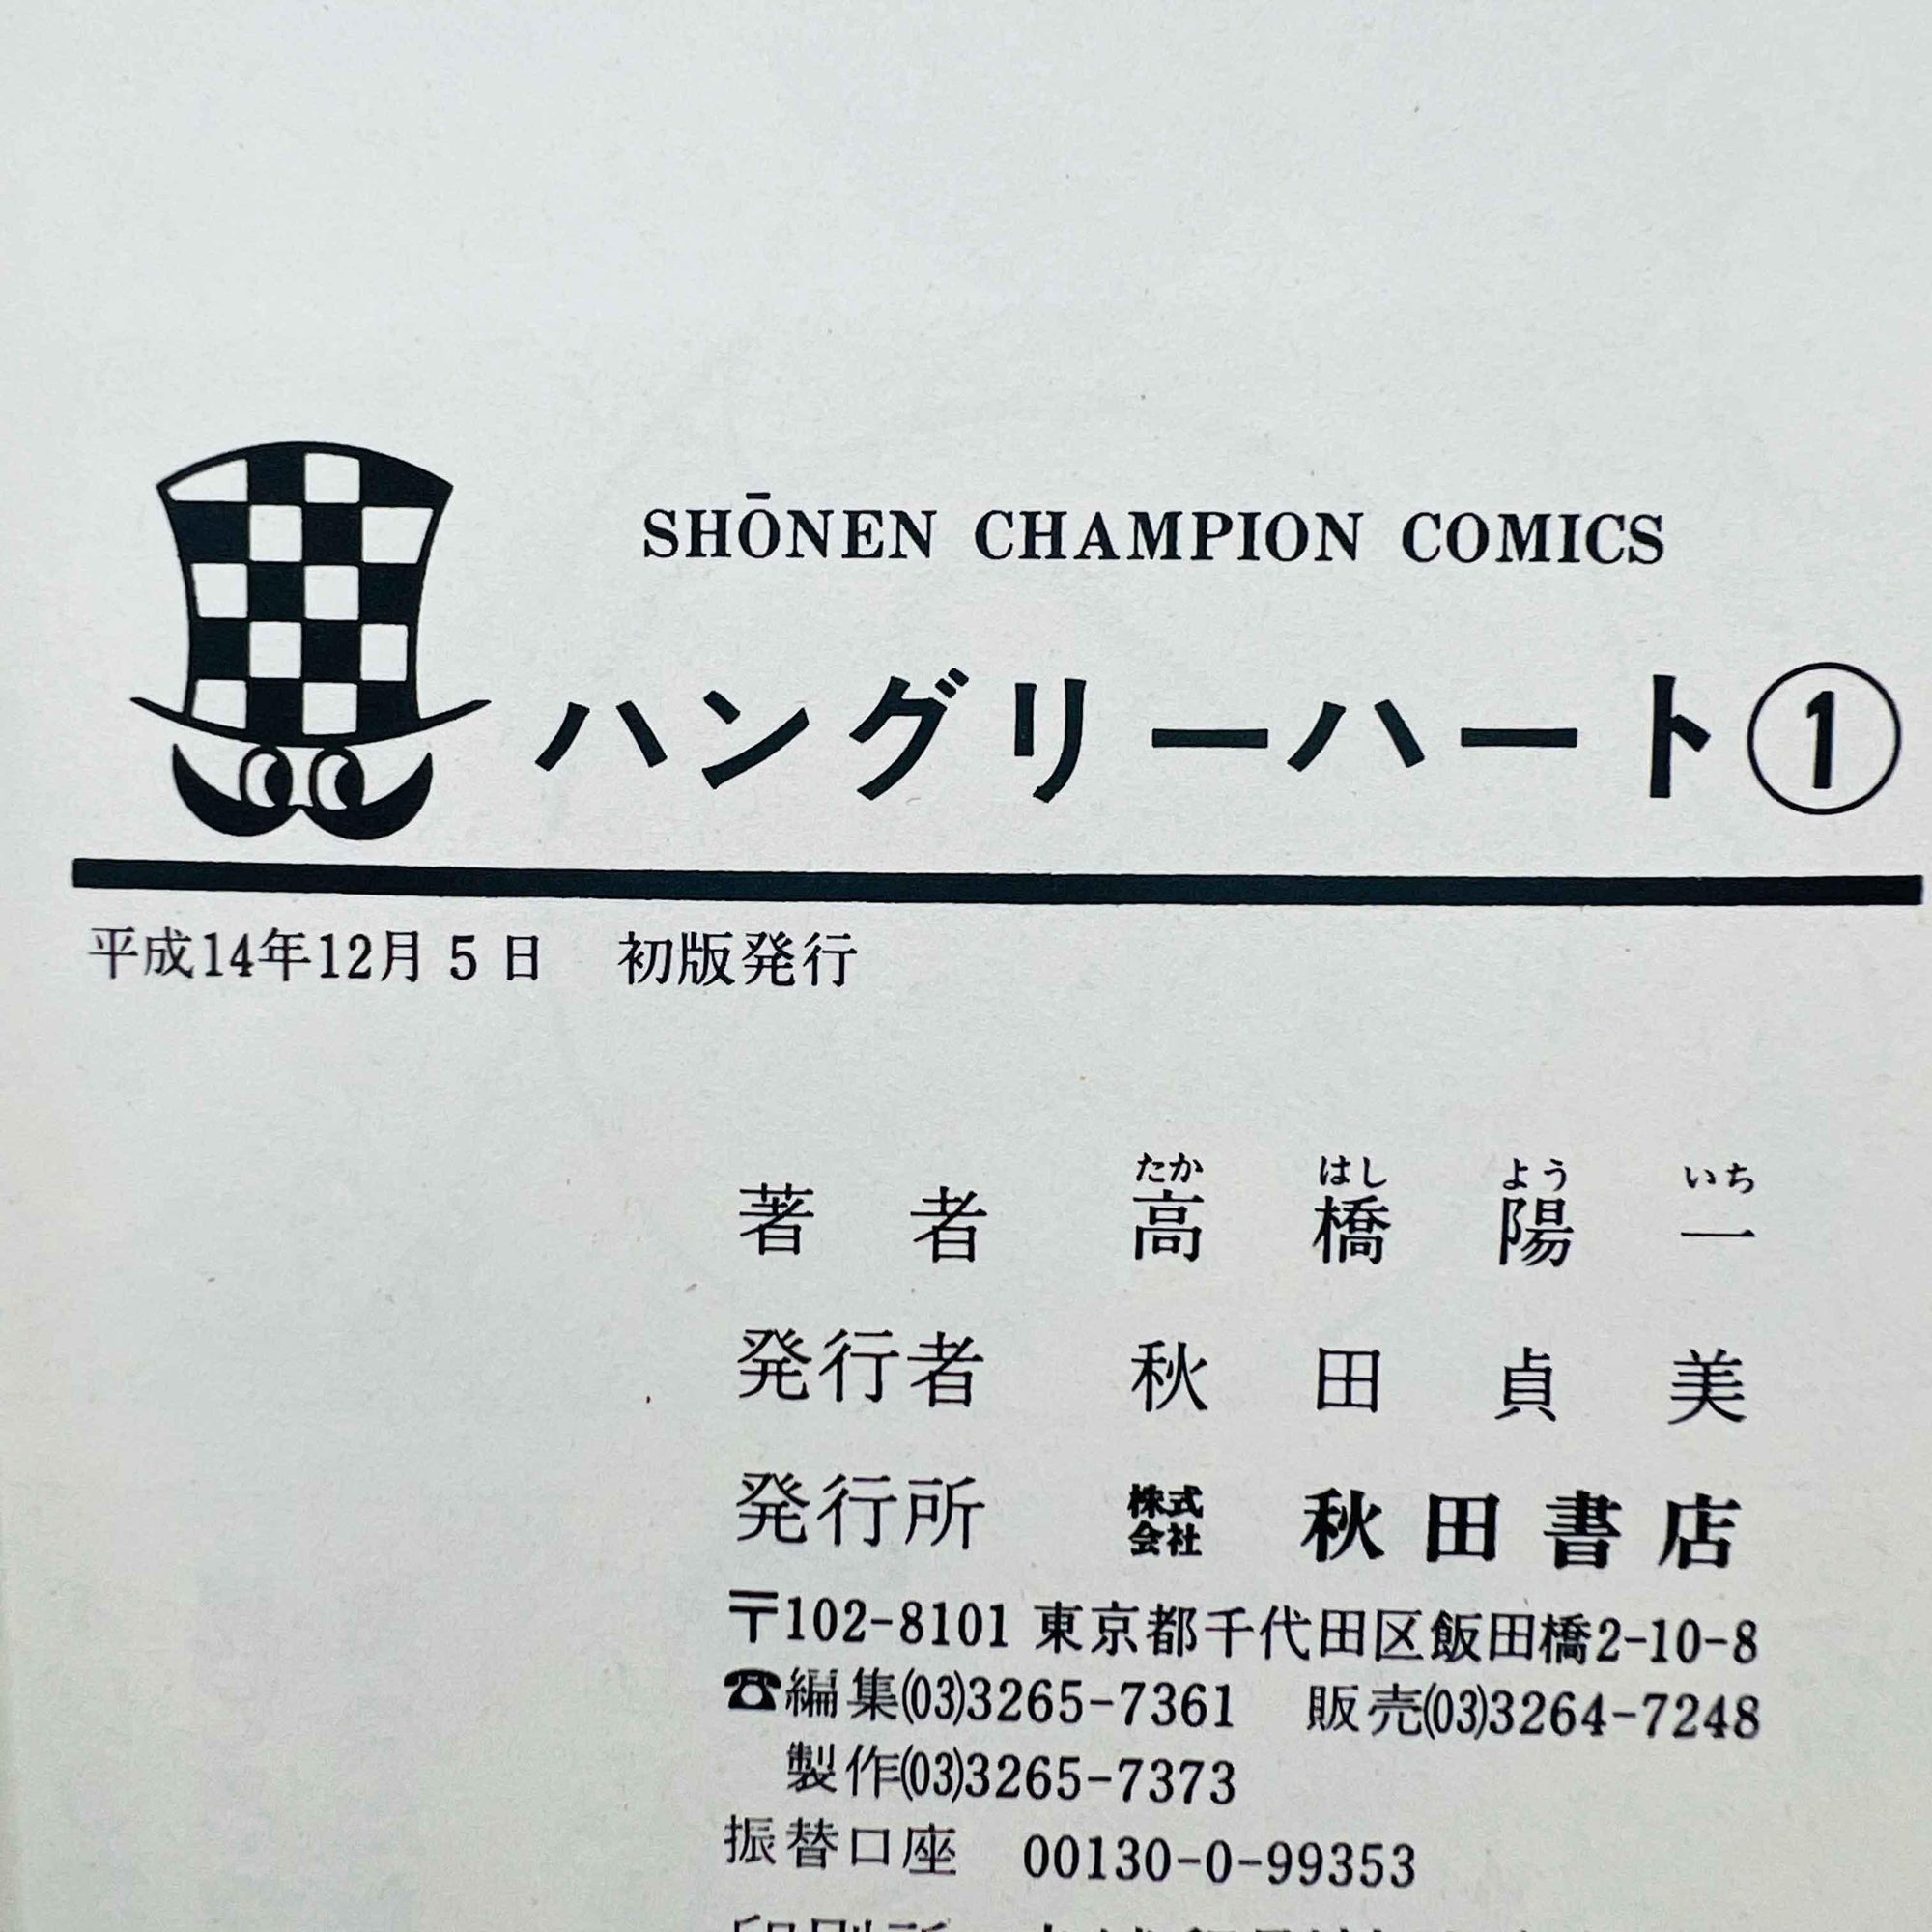 SHŌNEN CHAMPION COMICS
ハングリーハート①
平成14年12月5日 初版発行
著者 高橋陽一
たか はし よう いち
発行者 秋田貞美
発行所 株式会社 秋田書店
〒102-8101 東京都千代田区飯田橋2-10-8
☎編集(03)3265-7361 販売(03)3264-7248
製作(03)3265-7373
振替口座 00130-0-99353